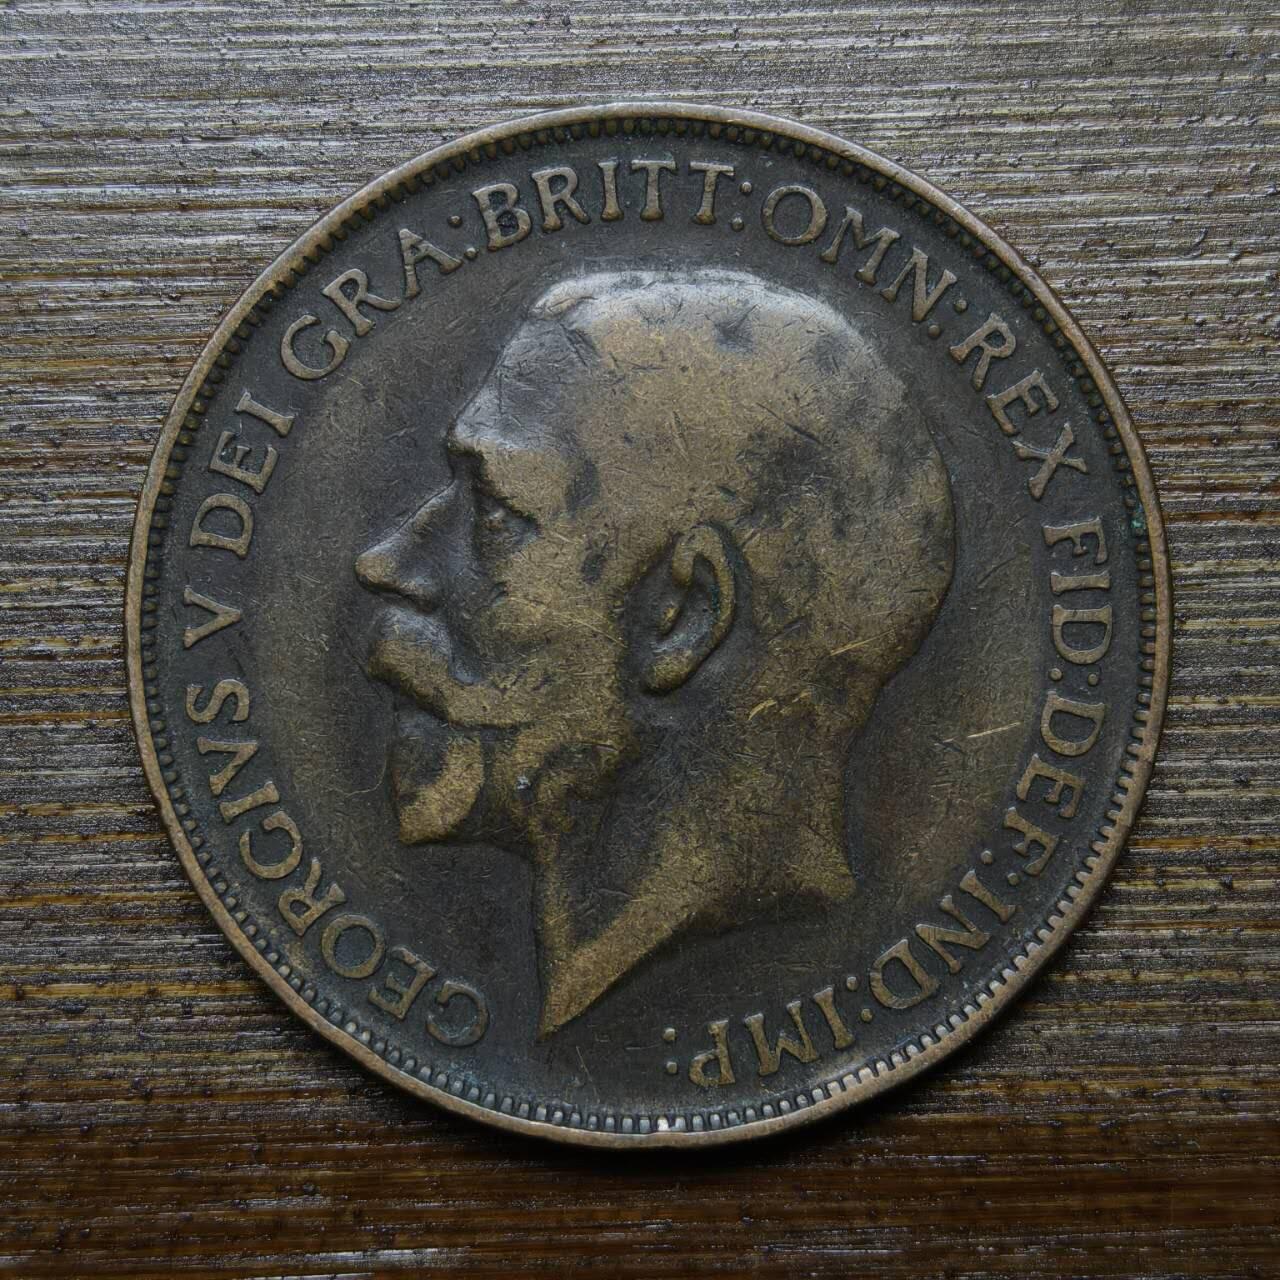 GEORGIVS V DEI GRA: BRITT: OMN: REX FID: DEF: IND: IMP: